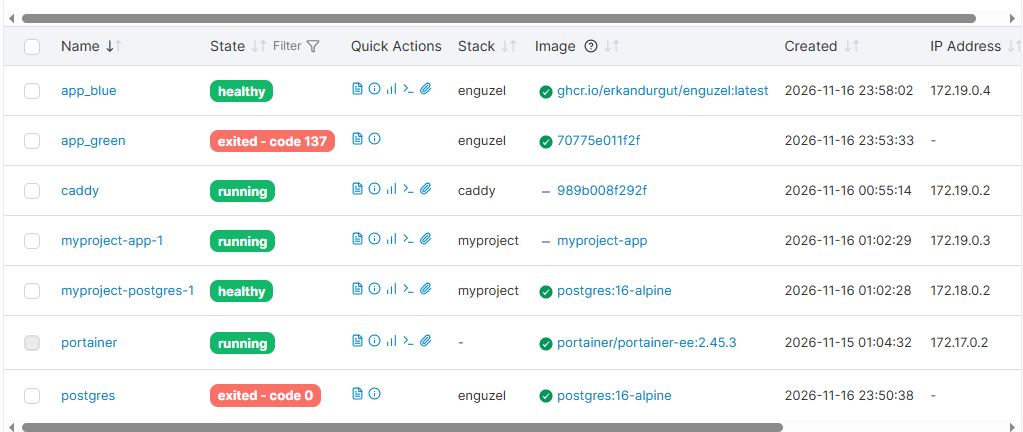 Name State Filter Quick Actions Stack Image Created IP Address
app_blue healthy enguzel ghcr.io/erkandurgut/enguzel:latest 2026-11-16 23:58:02 172.19.0.4
app_green exited - code 137 enguzel 70775e011f2f 2026-11-16 23:53:33 -
caddy running caddy – 989b008f292f 2026-11-16 00:55:14 172.19.0.2
myproject-app-1 running myproject – myproject-app 2026-11-16 01:02:29 172.19.0.3
myproject-postgres-1 healthy myproject postgres:16-alpine 2026-11-16 01:02:28 172.18.0.2
portainer running - portainer/portainer-ee:2.45.3 2026-11-15 01:04:32 172.17.0.2
postgres exited - code 0 enguzel postgres:16-alpine 2026-11-16 23:50:38 -